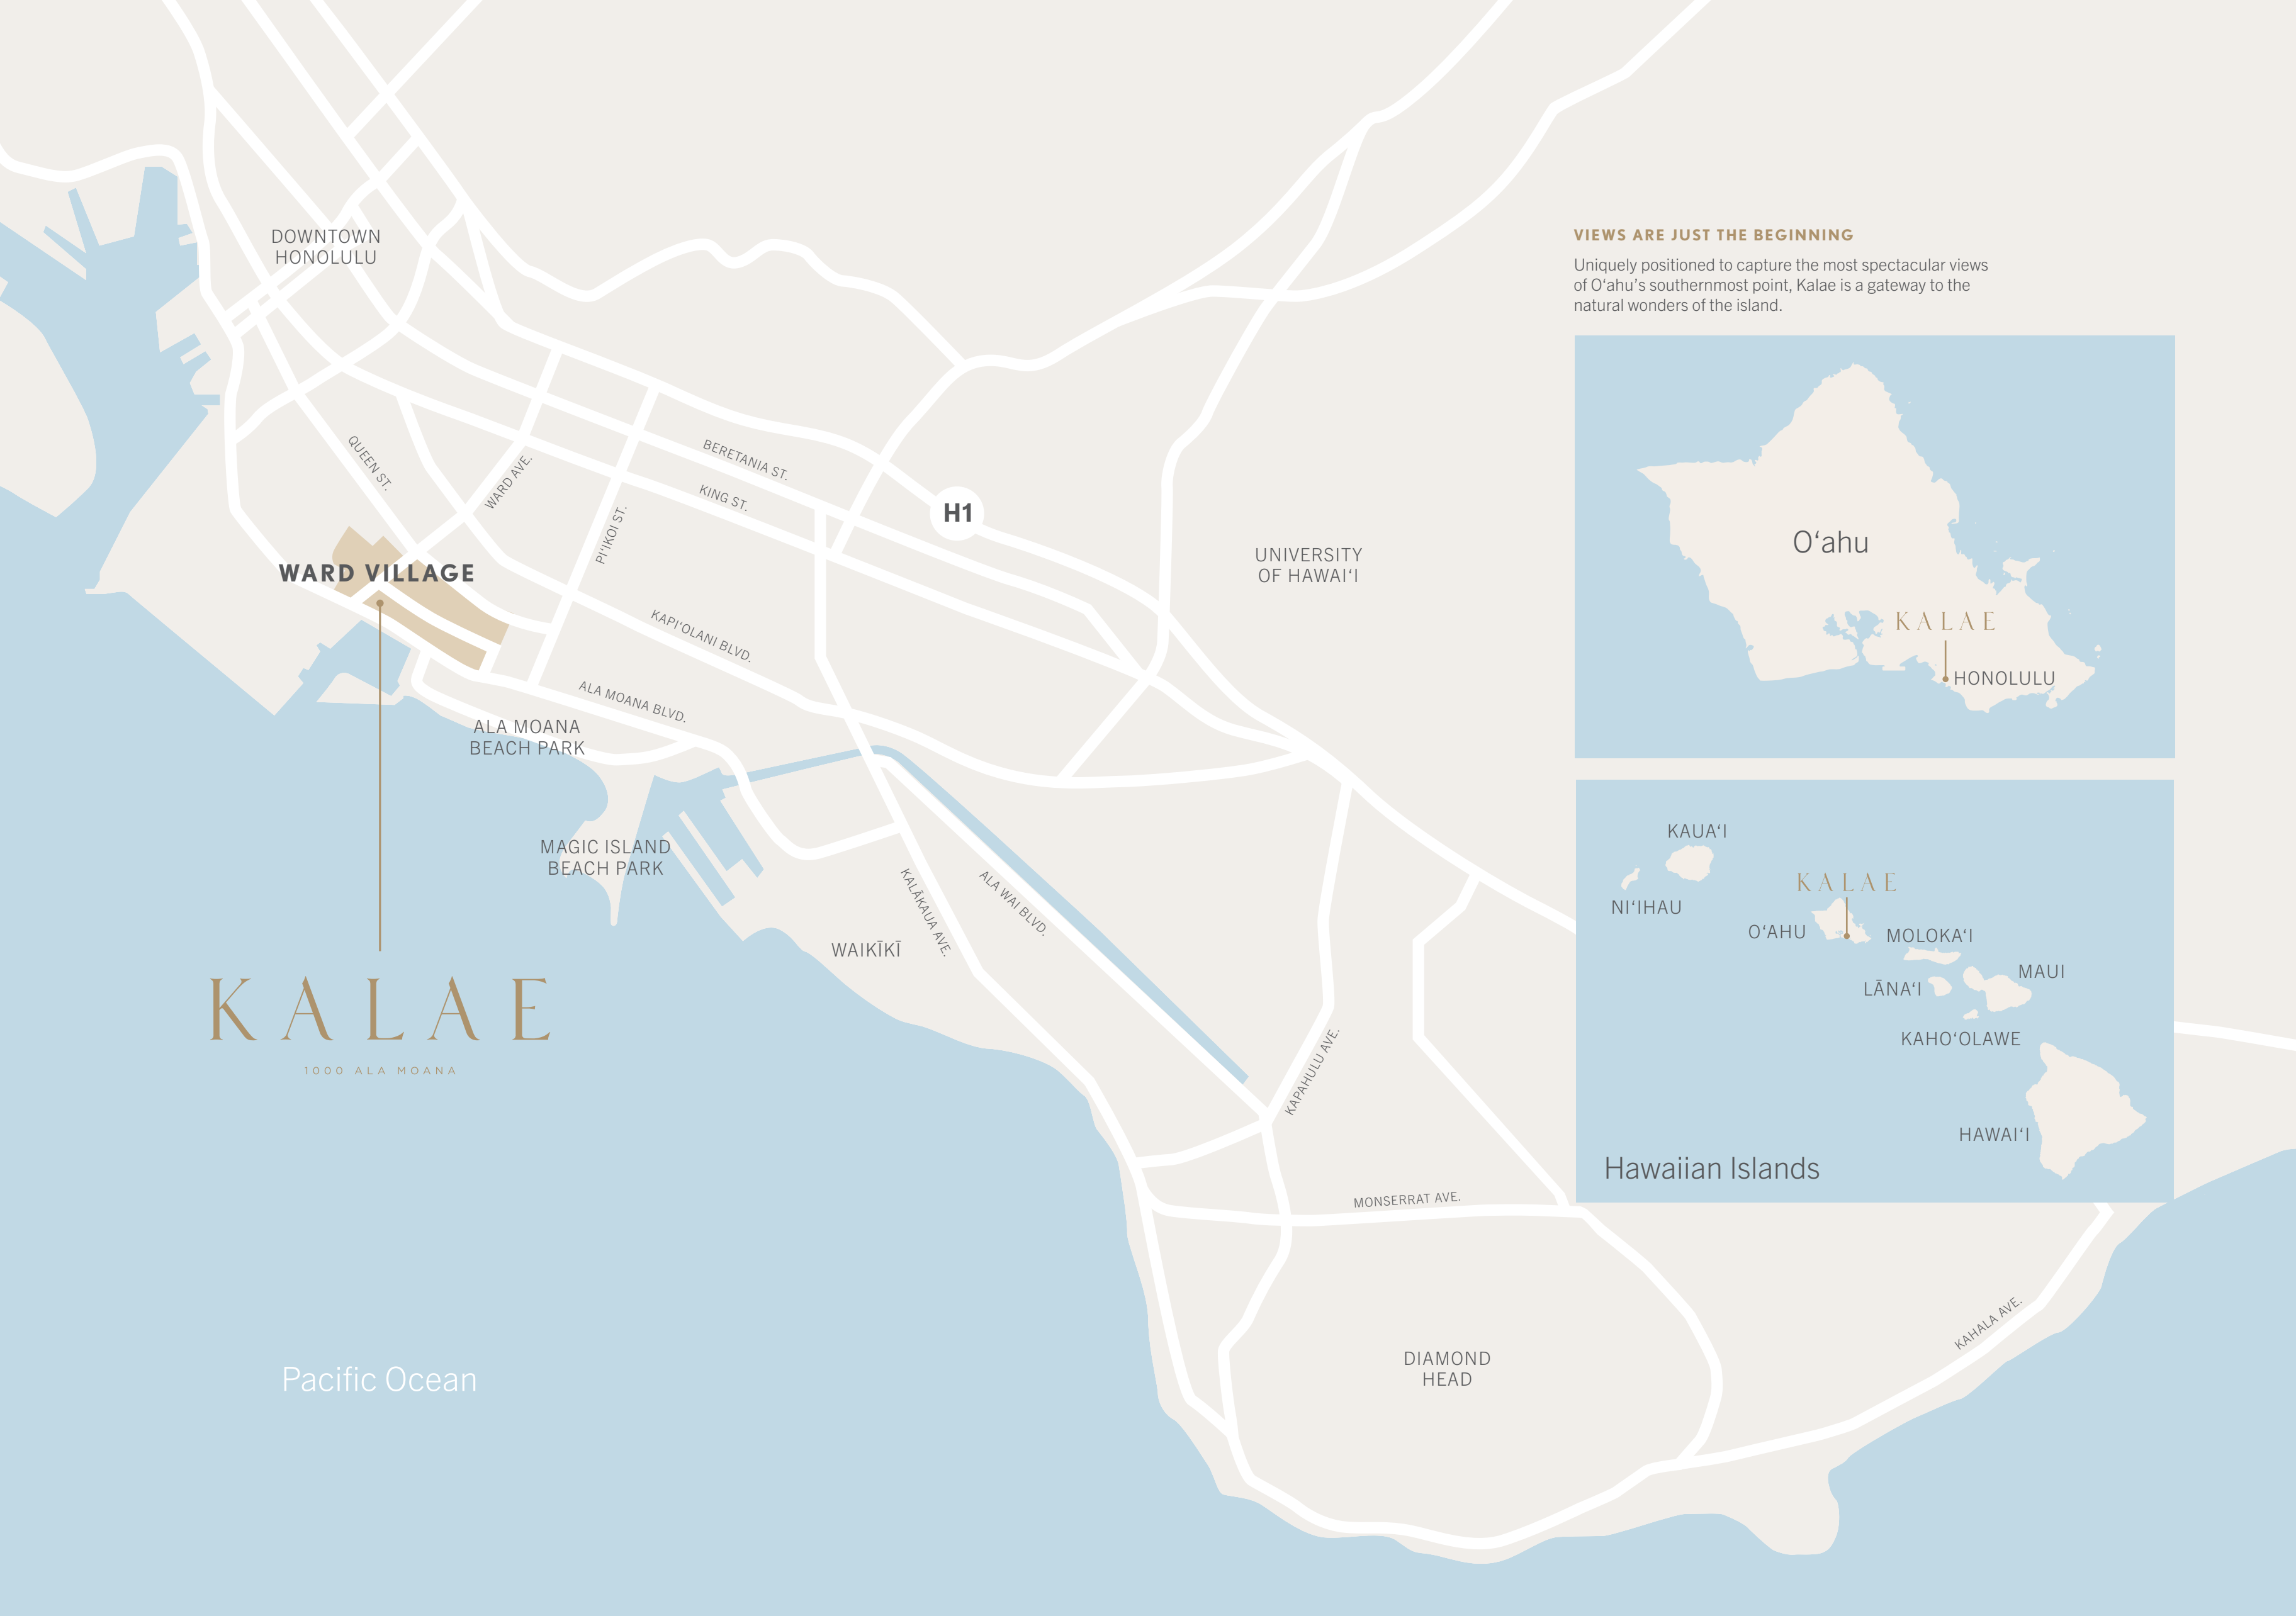 DOWNTOWN
HONOLULU
QUEEN ST.
WARD AVE.
PI‘IKOI ST.
BERETANIA ST.
KING ST.
H1
UNIVERSITY
OF HAWAI‘I
WARD VILLAGE
KAPI‘OLANI BLVD.
ALA MOANA BLVD.
ALA MOANA
BEACH PARK
MAGIC ISLAND
BEACH PARK
KALĀKAUA AVE.
ALA WAI BLVD.
WAIKĪKĪ
KALAE
1000 ALA MOANA
KAPAHULU AVE.
MONSERRAT AVE.
DIAMOND
HEAD
KAHALA AVE.
Pacific Ocean
VIEWS ARE JUST THE BEGINNING
Uniquely positioned to capture the most spectacular views
of O‘ahu’s southernmost point, Kalae is a gateway to the
natural wonders of the island.
O‘ahu
KALAE
HONOLULU
KAUA‘I
NI‘IHAU
KALAE
O‘AHU
MOLOKA‘I
MAUI
LĀNA‘I
KAHO‘OLAWE
HAWAI‘I
Hawaiian Islands